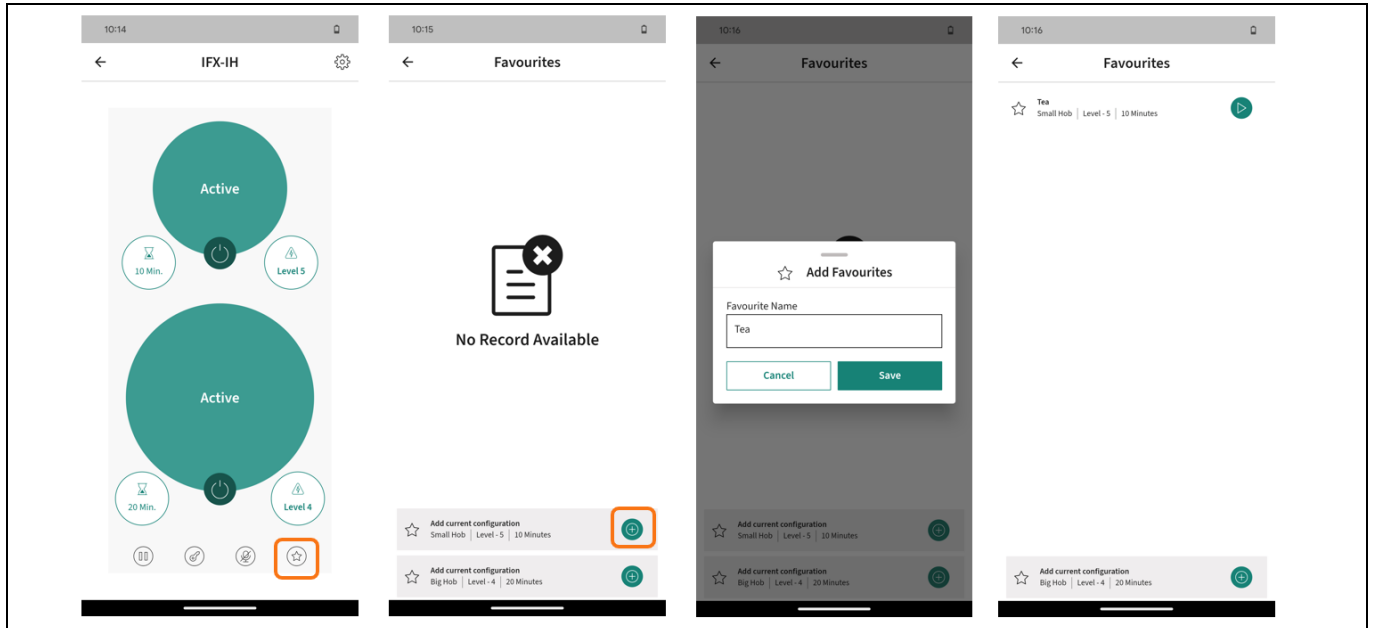 10:14
IFX-IH
Active
10 Min.
Level 5
Active
20 Min.
Level 4
10:15
Favourites
No Record Available
Add current configuration
Small Hob | Level - 5 | 10 Minutes
Add current configuration
Big Hob | Level - 4 | 20 Minutes
10:16
Favourites
Add Favourites
Favourite Name
Tea
Cancel
Save
Add current configuration
Small Hob | Level - 5 | 10 Minutes
Add current configuration
Big Hob | Level - 4 | 20 Minutes
10:16
Favourites
Tea
Small Hob | Level - 5 | 10 Minutes
Add current configuration
Big Hob | Level - 4 | 20 Minutes